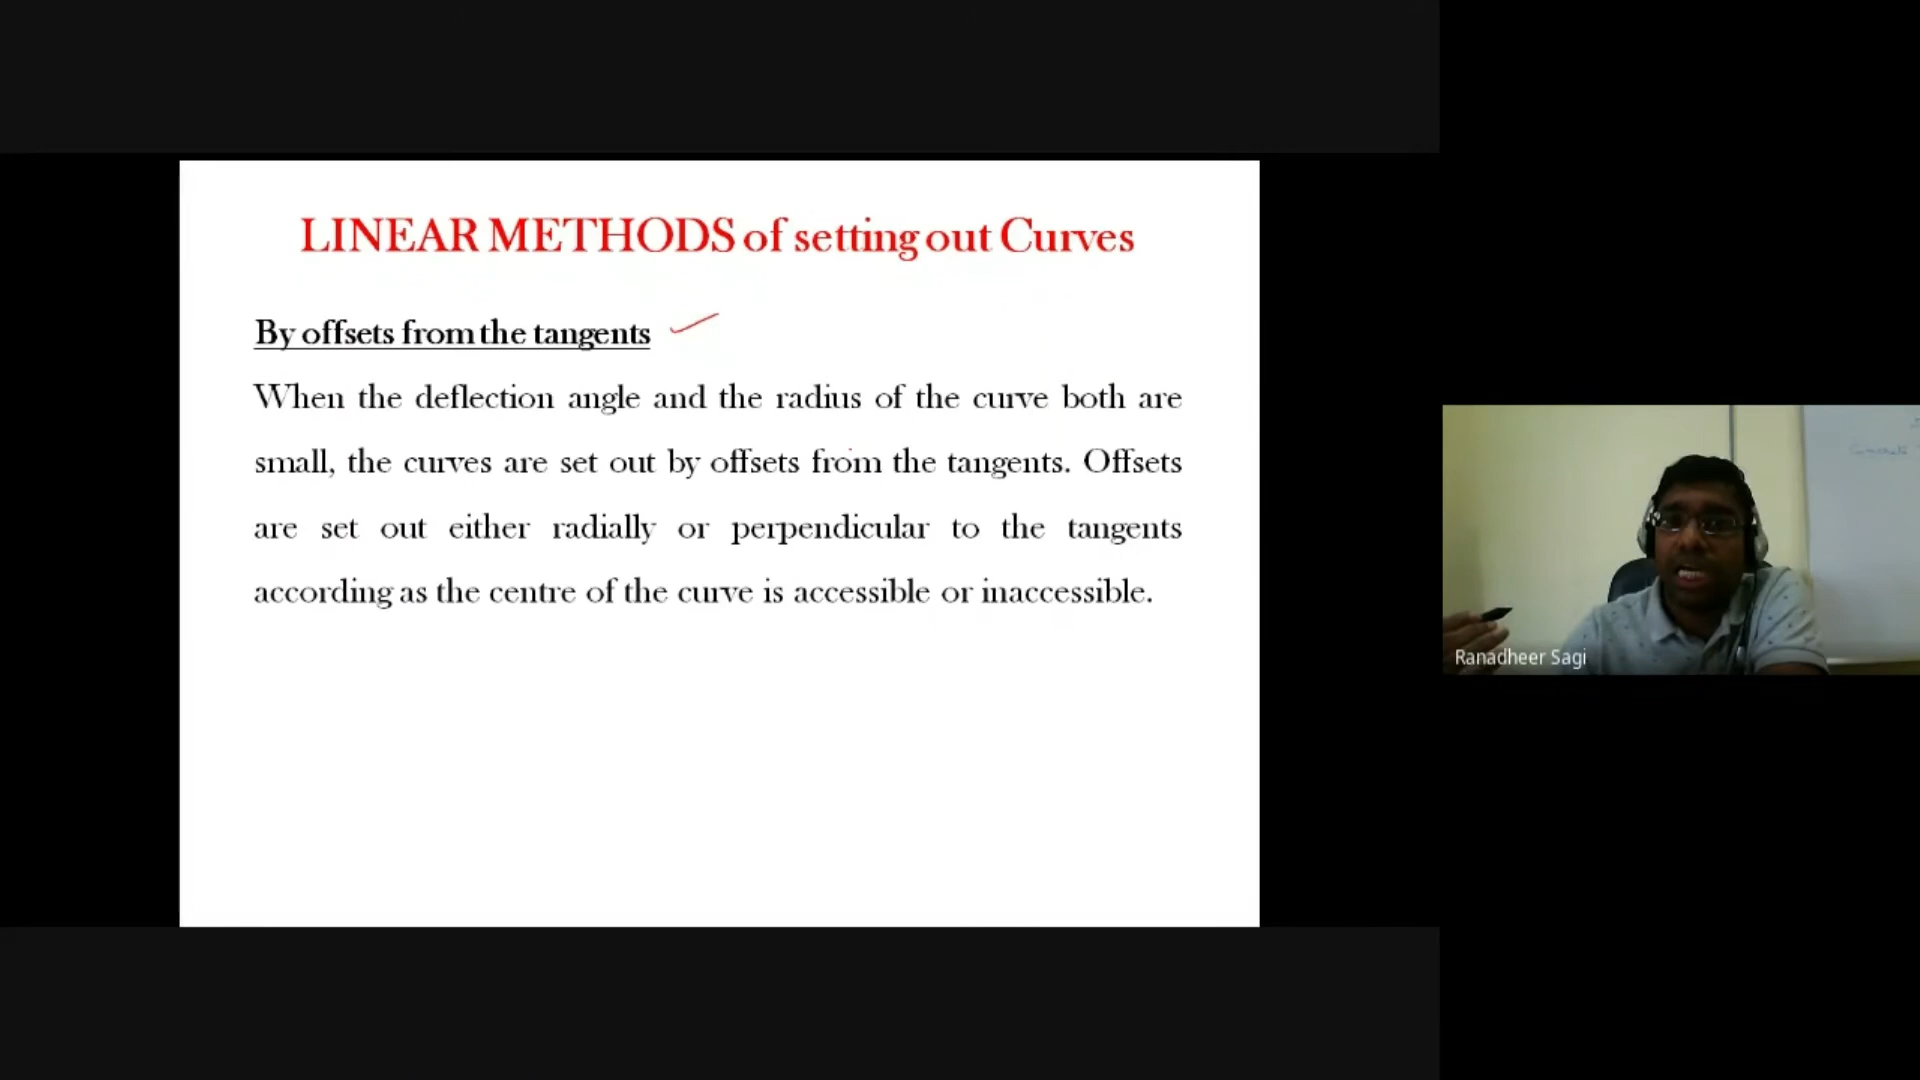 LINEAR METHODS of setting out Curves
By offsets from the tangents
When the deflection angle and the radius of the curve both are
small, the curves are set out by offsets from the tangents. Offsets
are set out either radially or perpendicular to the tangents
according as the centre of the curve is accessible or inaccessible.
Ranadheer Sagi